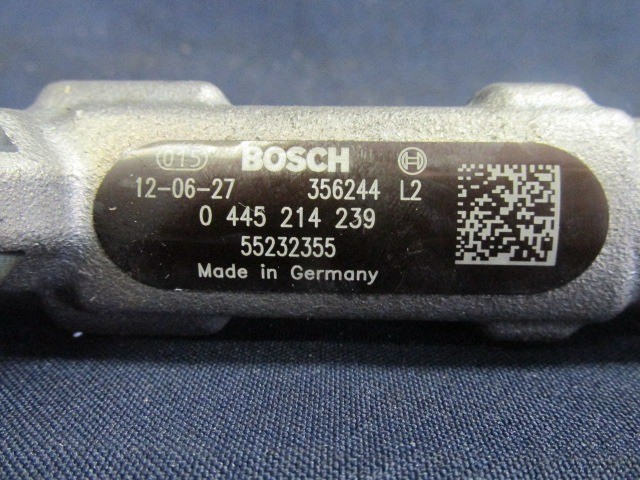 015 BOSCH
12-06-27 356244 L2
0 445 214 239
55232355
Made in Germany